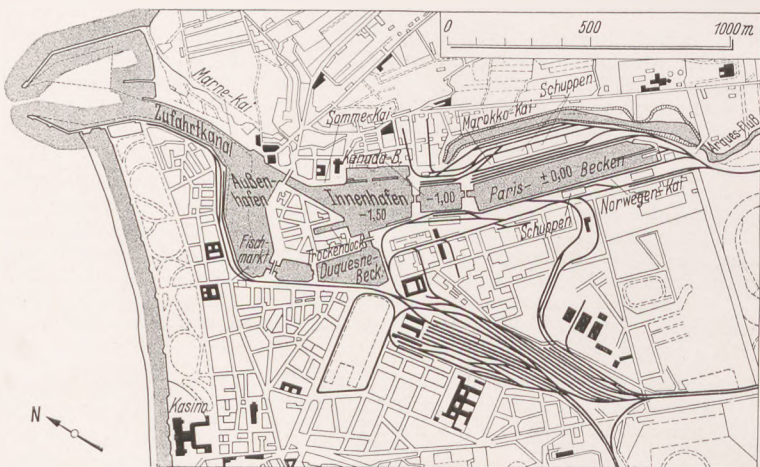 0 500 1000 m
Marne-Kai
Schuppen
Somme-Kai
Marokko-Kai
Zufahrtkanal
Arques-Fluß
Kanada-B.
Außen-
hafen
Innenhafen
-1,50
-1,00
Paris- ± 0,00 Becken
Norwegen-Kai
Schuppen
Fisch-
markt
Trockendock
Duquesne-
Beck.
N
Kasino